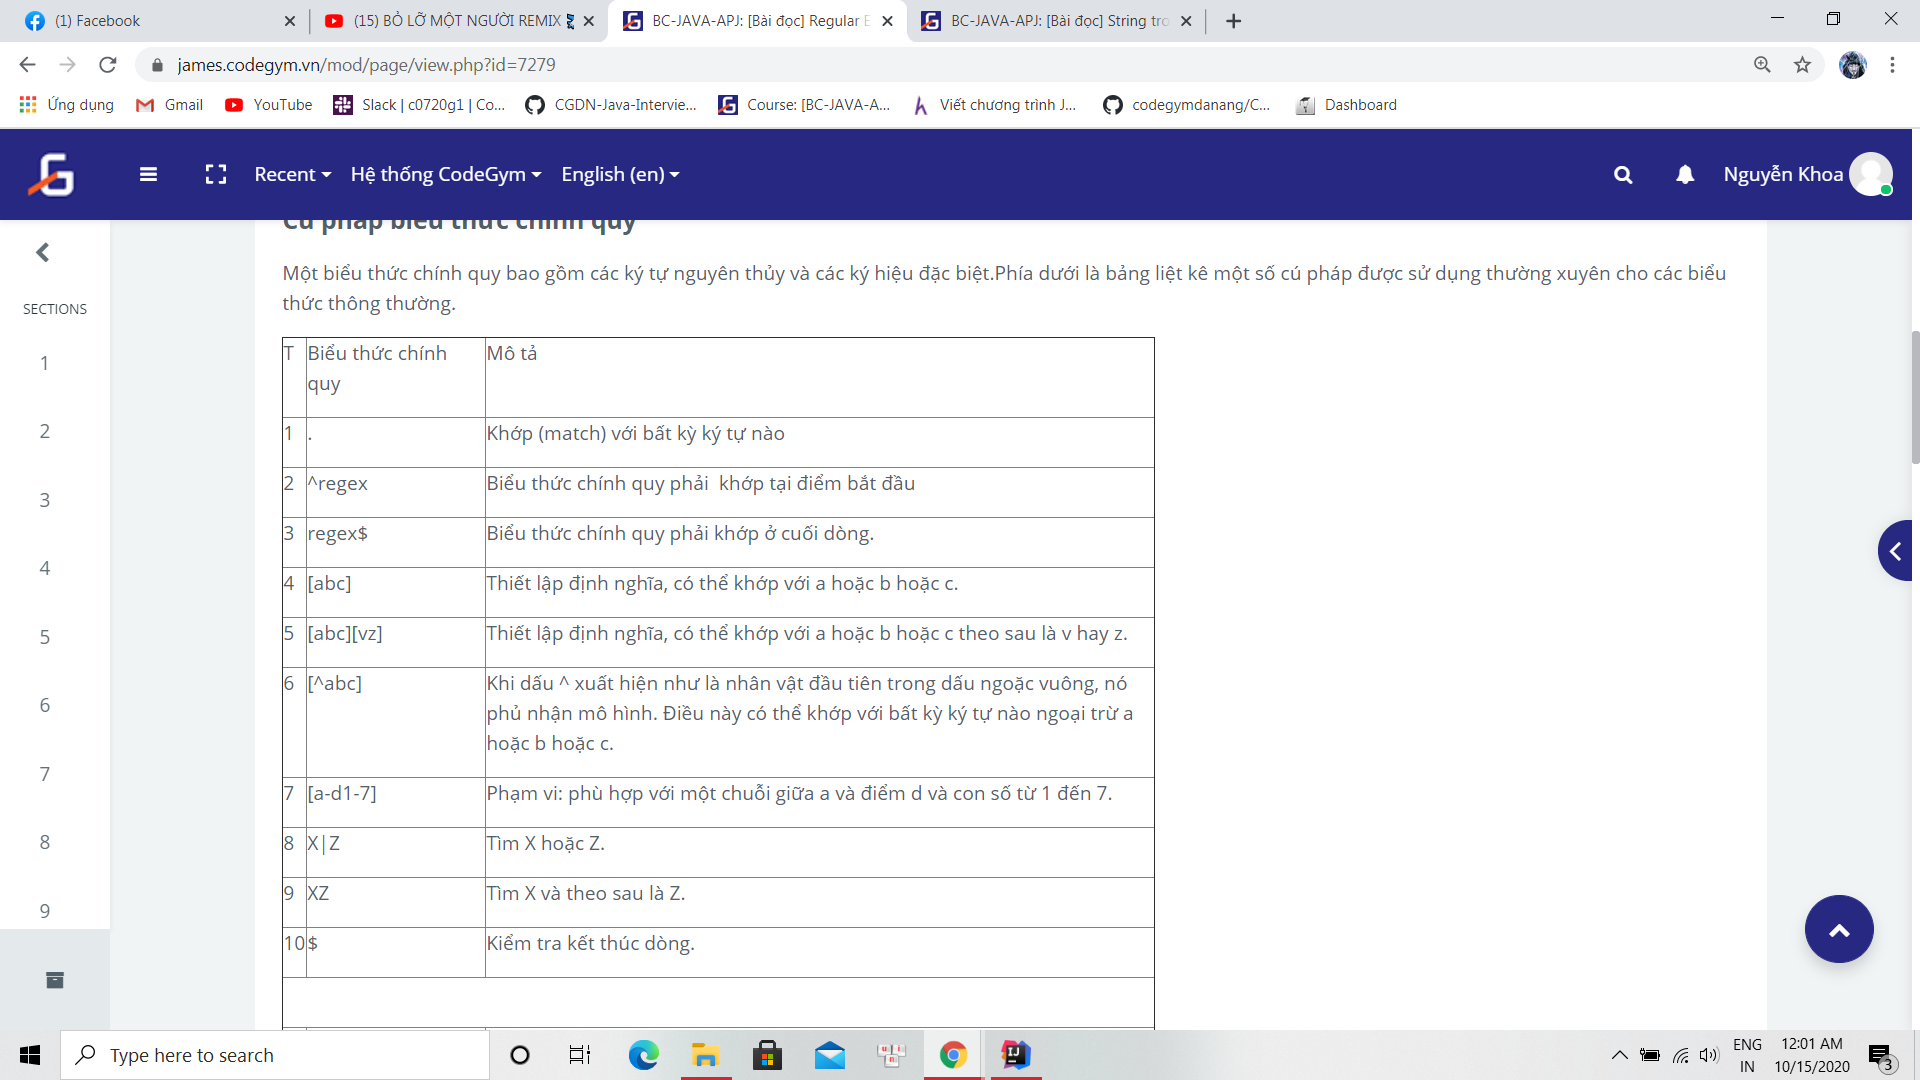 (1) Facebook
(15) BỎ LỠ MỘT NGƯỜI REMIX
BC-JAVA-APJ: [Bài đọc] Regular E
BC-JAVA-APJ: [Bài đọc] String tro
james.codegym.vn/mod/page/view.php?id=7279
Ứng dụng
Gmail
YouTube
Slack | c0720g1 | Co...
CGDN-Java-Intervie...
Course: [BC-JAVA-A...
Viết chương trình J...
codegymdanang/C...
Dashboard
Recent
Hệ thống CodeGym
English (en)
Nguyễn Khoa
Cú pháp biểu thức chính quy
Một biểu thức chính quy bao gồm các ký tự nguyên thủy và các ký hiệu đặc biệt.Phía dưới là bảng liệt kê một số cú pháp được sử dụng thường xuyên cho các biểu
thức thông thường.
SECTIONS
1
2
3
4
5
6
7
8
9
T Biểu thức chính Mô tả
quy
1 . Khớp (match) với bất kỳ ký tự nào
2 ^regex Biểu thức chính quy phải  khớp tại điểm bắt đầu
3 regex$ Biểu thức chính quy phải khớp ở cuối dòng.
4 [abc] Thiết lập định nghĩa, có thể khớp với a hoặc b hoặc c.
5 [abc][vz] Thiết lập định nghĩa, có thể khớp với a hoặc b hoặc c theo sau là v hay z.
6 [^abc] Khi dấu ^ xuất hiện như là nhân vật đầu tiên trong dấu ngoặc vuông, nó
phủ nhận mô hình. Điều này có thể khớp với bất kỳ ký tự nào ngoại trừ a
hoặc b hoặc c.
7 [a-d1-7] Phạm vi: phù hợp với một chuỗi giữa a và điểm d và con số từ 1 đến 7.
8 X|Z Tìm X hoặc Z.
9 XZ Tìm X và theo sau là Z.
10 $ Kiểm tra kết thúc dòng.
Type here to search
ENG
IN
12:01 AM
10/15/2020
3